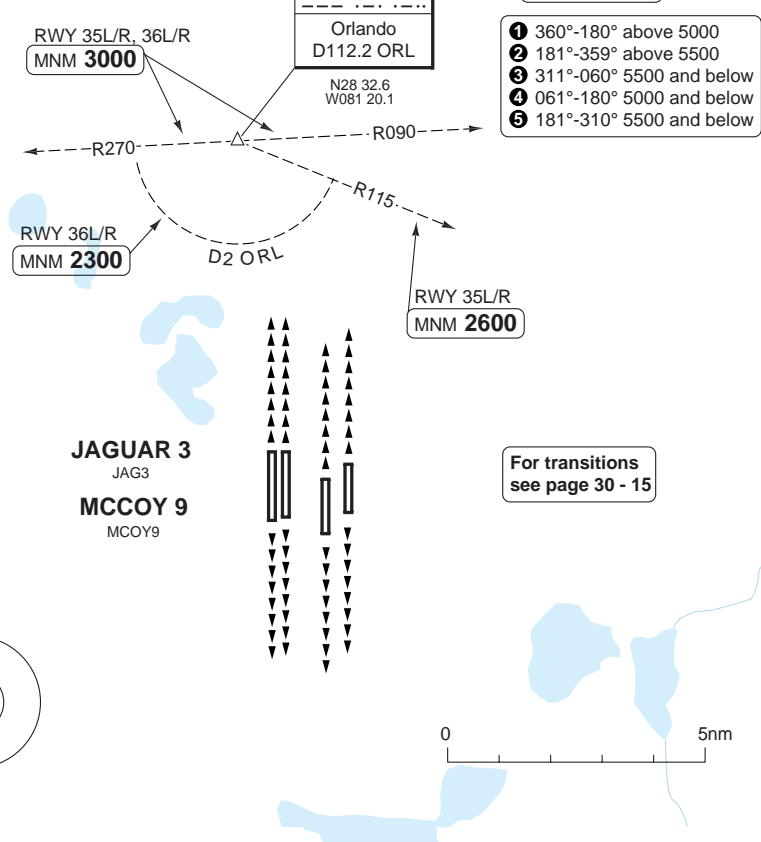 Orlando
D112.2 ORL
N28 32.6
W081 20.1
RWY 35L/R, 36L/R
MNM 3000
❶ 360°-180° above 5000
❷ 181°-359° above 5500
❸ 311°-060° 5500 and below
❹ 061°-180° 5000 and below
❺ 181°-310° 5500 and below
R270
R090
R115
RWY 36L/R
MNM 2300
D2 ORL
RWY 35L/R
MNM 2600
JAGUAR 3
JAG3
MCCOY 9
MCOY9
For transitions
see page 30 - 15
0 5nm